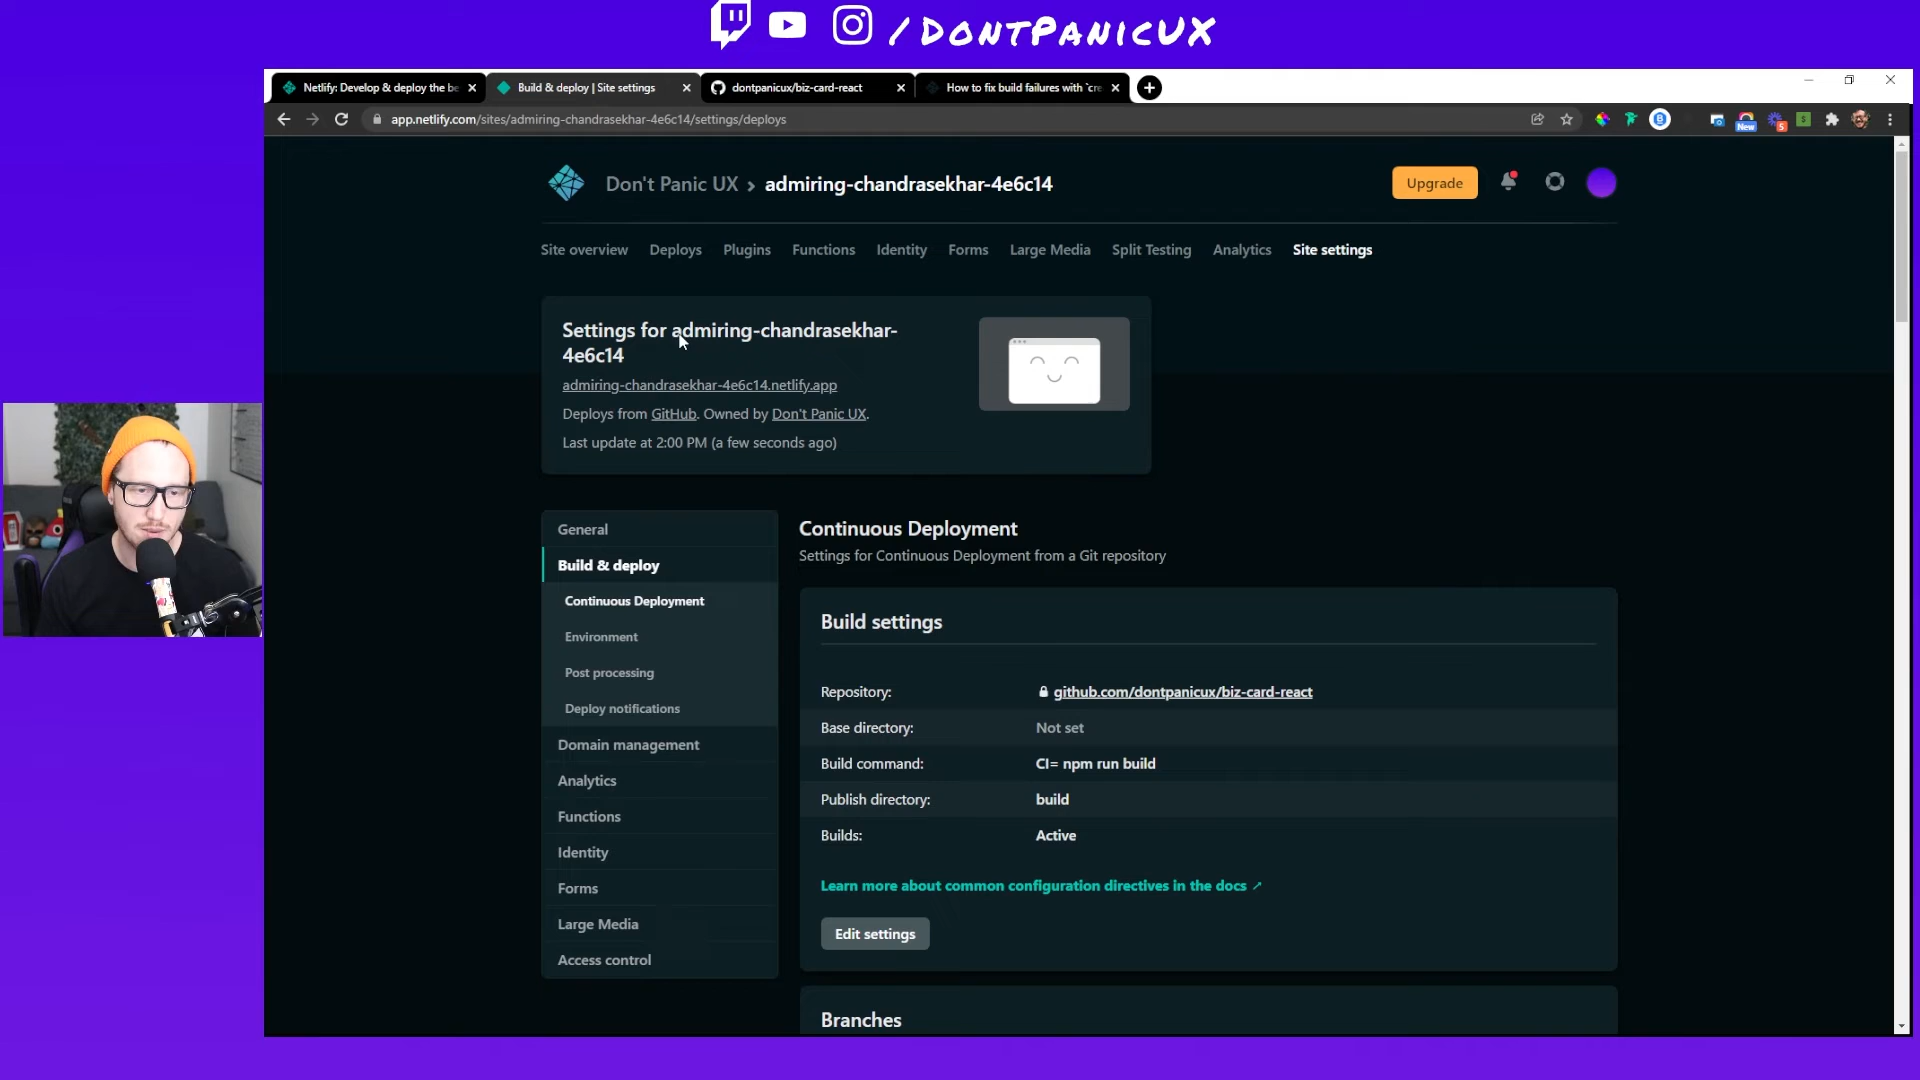 /DontPanicUX
Netlify: Develop & deploy the be
Build & deploy | Site settings
dontpanicux/biz-card-react
How to fix build failures with `cre
app.netlify.com/sites/admiring-chandrasekhar-4e6c14/settings/deploys
New
5
Don't Panic UX › admiring-chandrasekhar-4e6c14
Upgrade
Site overview
Deploys
Plugins
Functions
Identity
Forms
Large Media
Split Testing
Analytics
Site settings
Settings for admiring-chandrasekhar-
4e6c14
admiring-chandrasekhar-4e6c14.netlify.app
Deploys from GitHub. Owned by Don't Panic UX.
Last update at 2:00 PM (a few seconds ago)
General
Build & deploy
Continuous Deployment
Environment
Post processing
Deploy notifications
Domain management
Analytics
Functions
Identity
Forms
Large Media
Access control
Continuous Deployment
Settings for Continuous Deployment from a Git repository
Build settings
Repository: github.com/dontpanicux/biz-card-react
Base directory: Not set
Build command: CI= npm run build
Publish directory: build
Builds: Active
Learn more about common configuration directives in the docs ↗
Edit settings
Branches